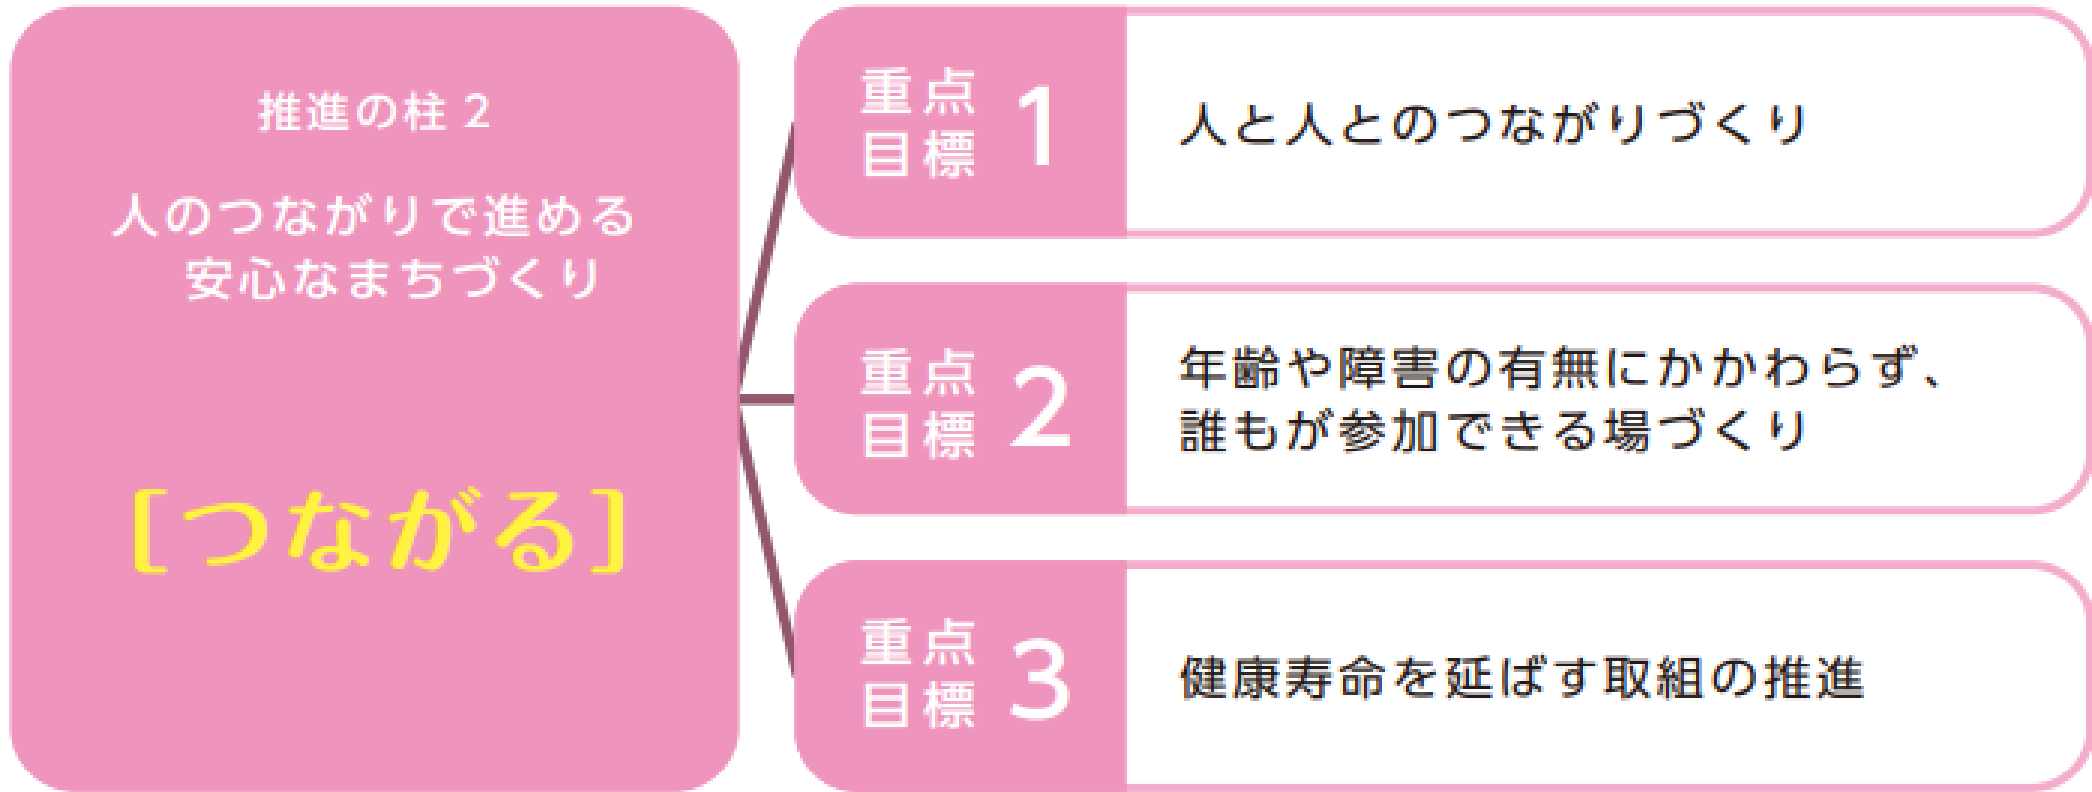 推進の柱 2
人のつながりで進める
安心なまちづくり
[つながる]
重点
目標
1
人と人とのつながりづくり
重点
目標
2
年齢や障害の有無にかかわらず、
誰もが参加できる場づくり
重点
目標
3
健康寿命を延ばす取組の推進